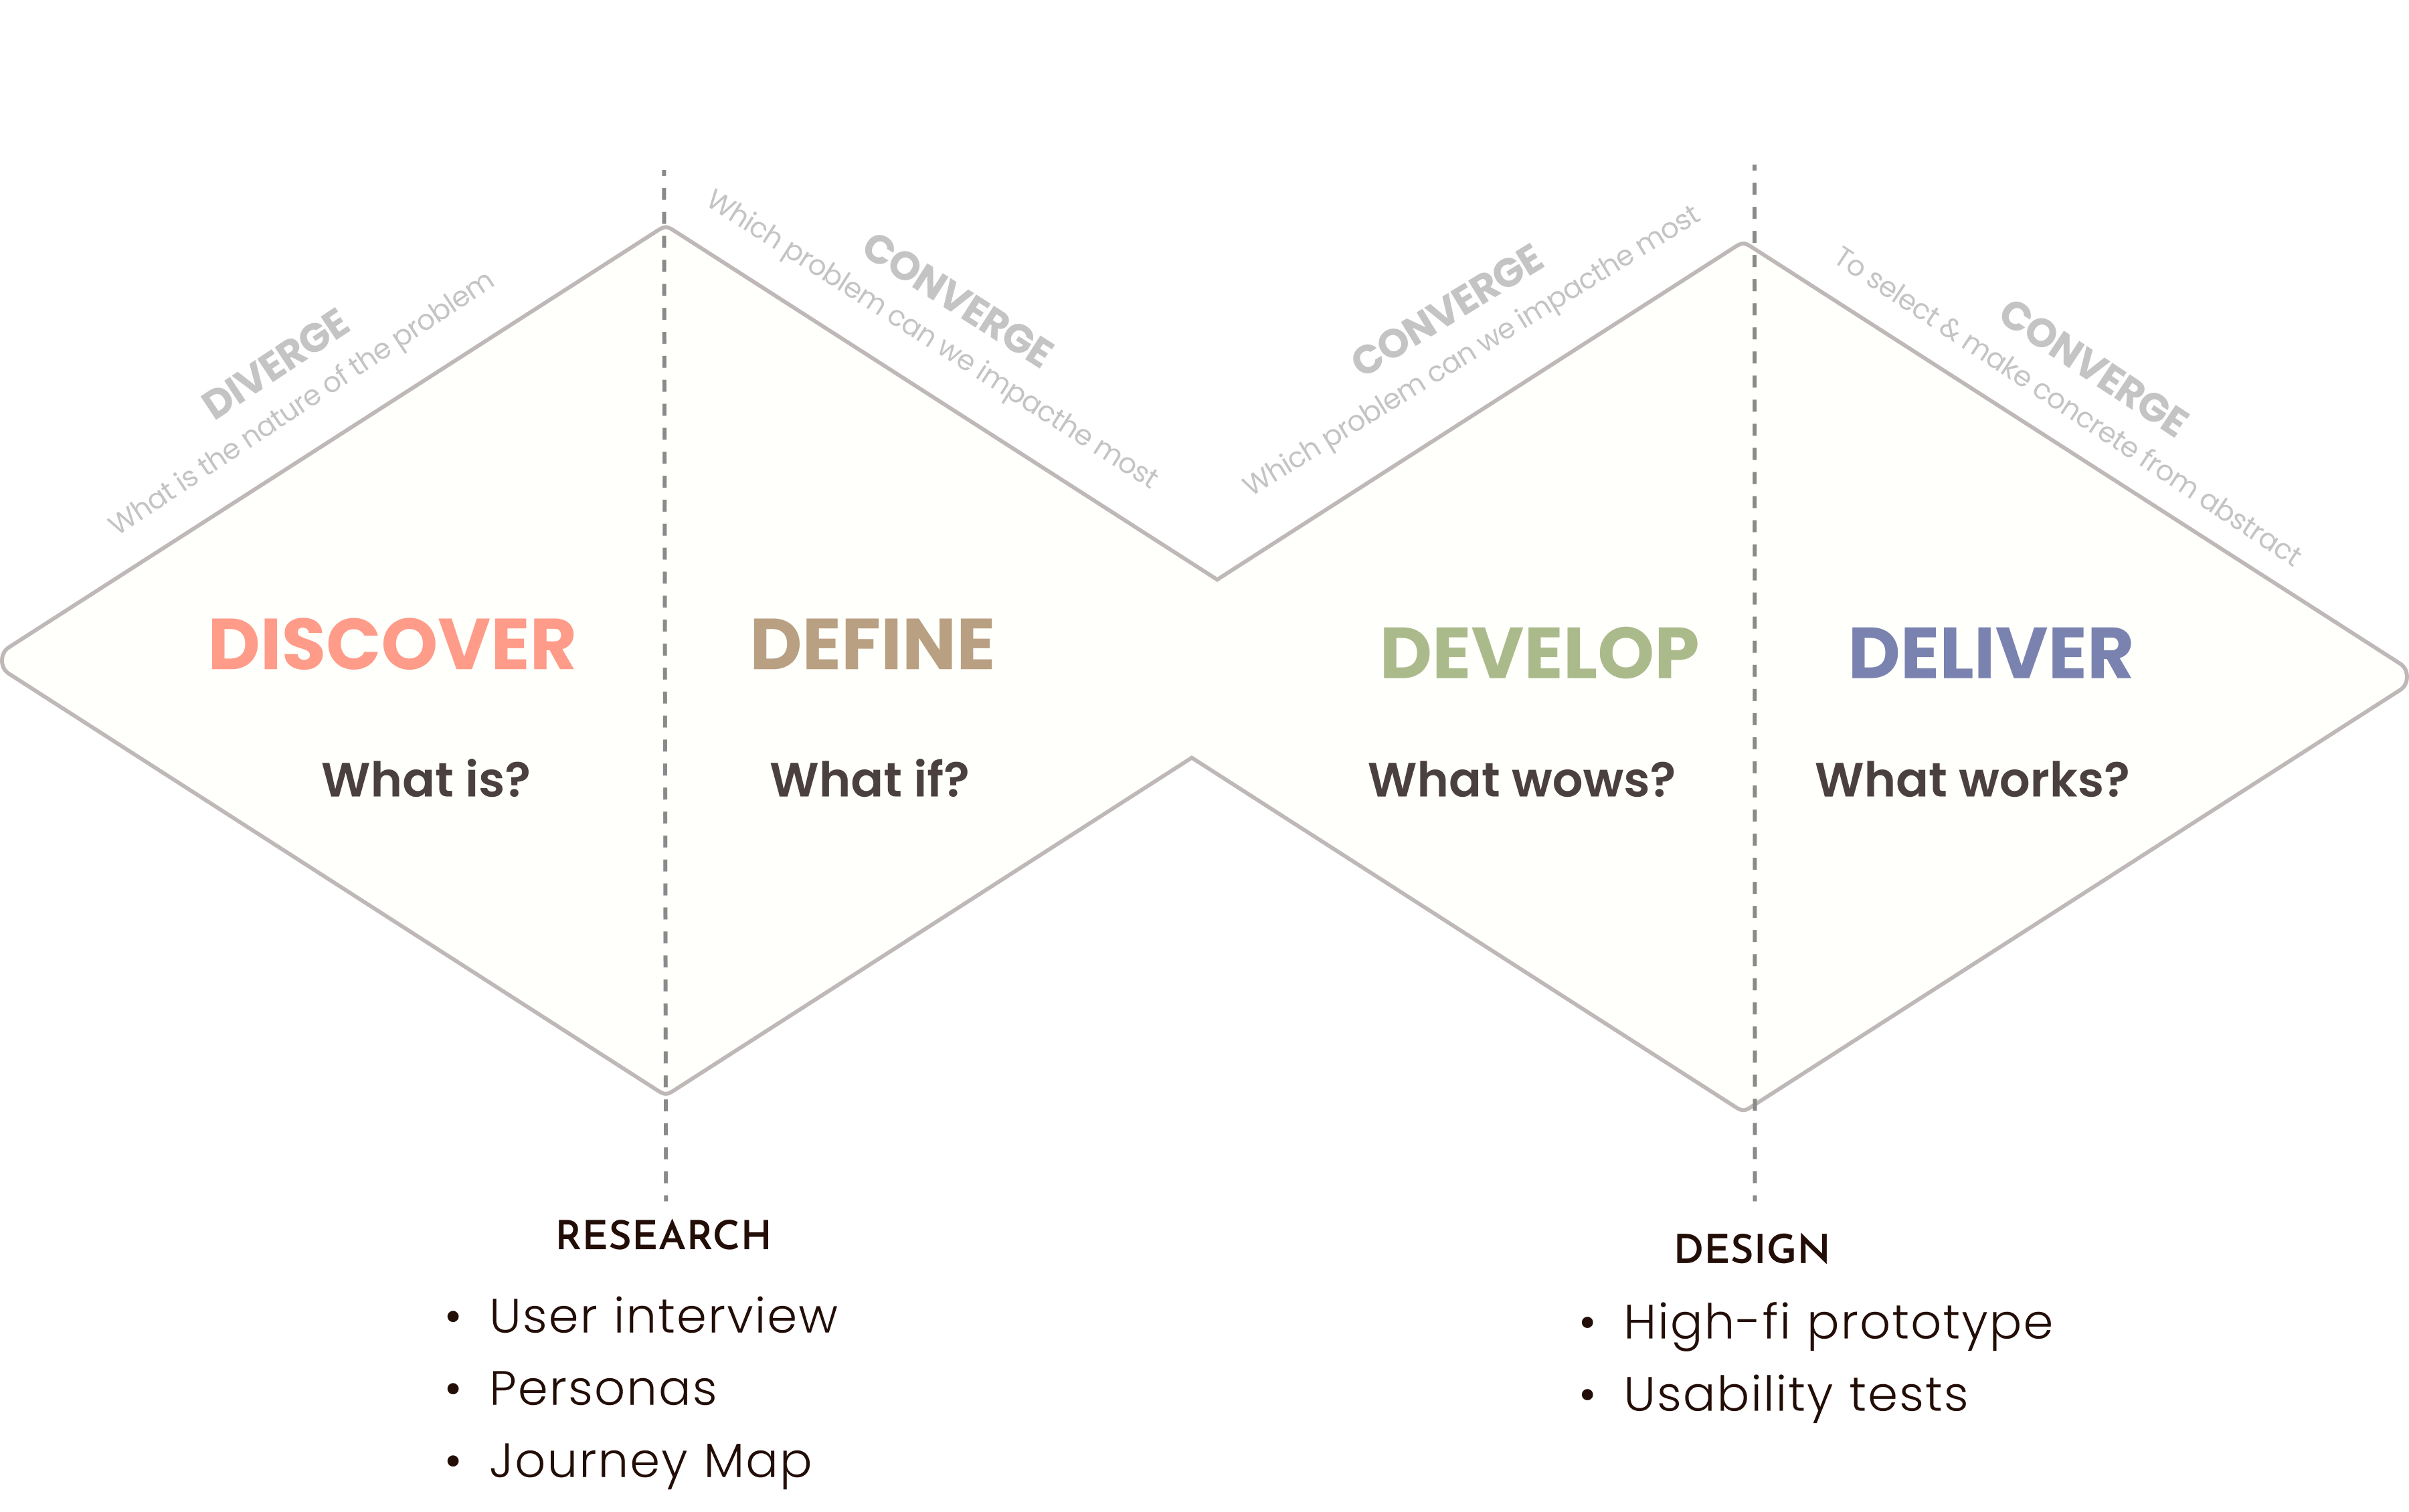 DIVERGE
What is the nature of the problem
CONVERGE
Which problem can we impacthe most
CONVERGE
Which problem can we impacthe most
CONVERGE
To select & make concrete from abstract
DISCOVER
DEFINE
DEVELOP
DELIVER
What is?
What if?
What wows?
What works?
RESEARCH
• User interview
• Personas
• Journey Map
DESIGN
• High-fi prototype
• Usability tests